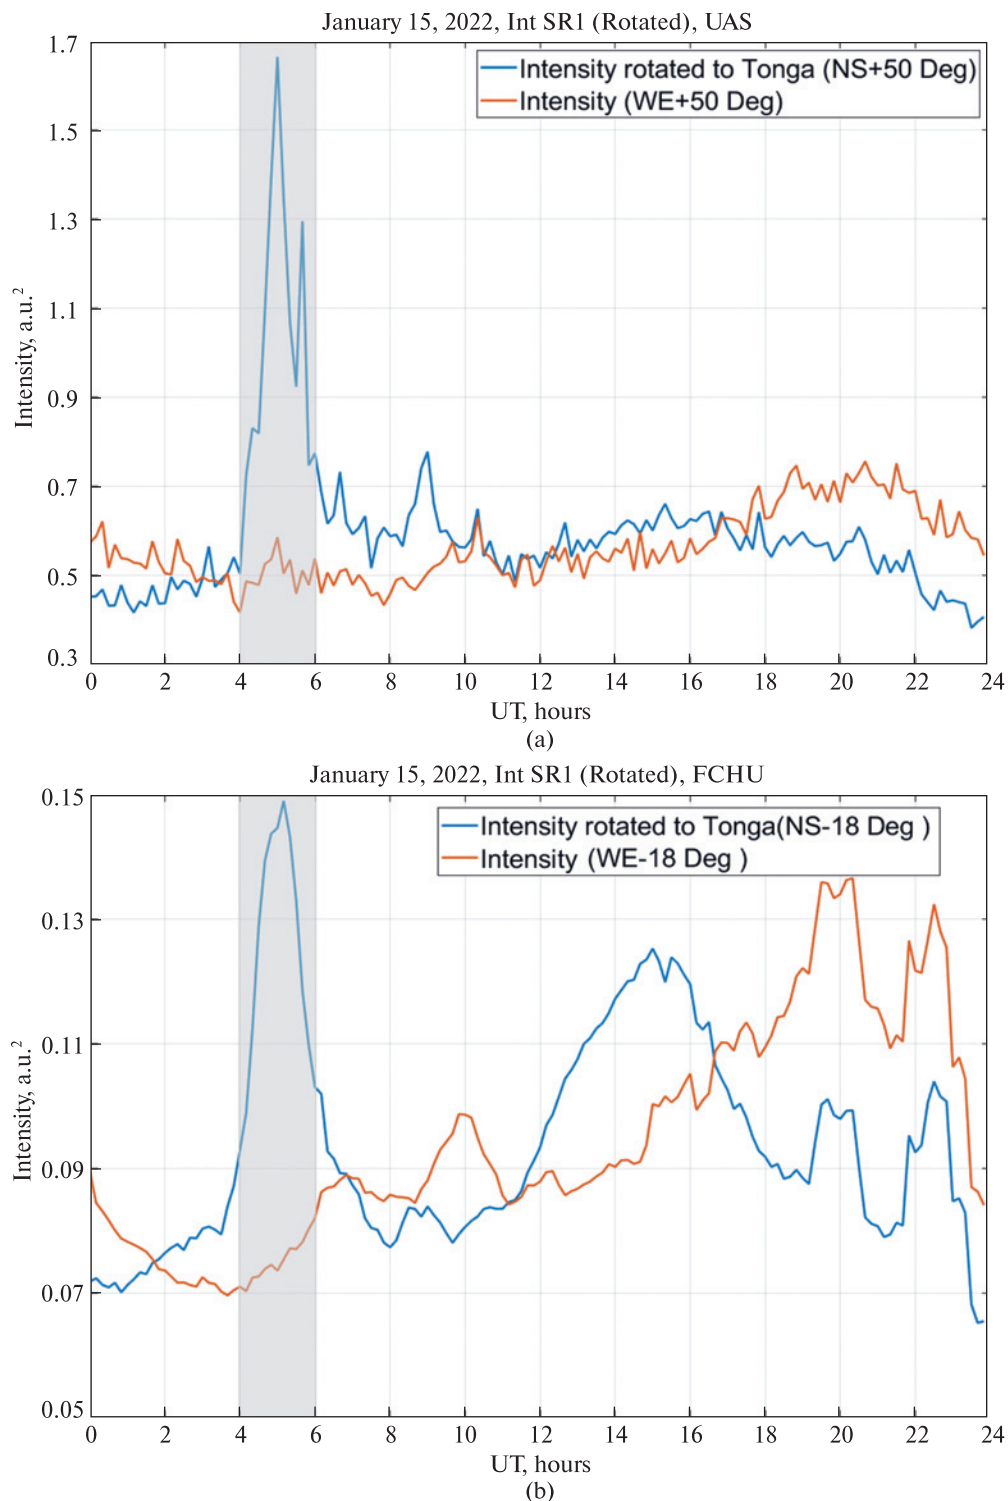 January 15, 2022, Int SR1 (Rotated), UAS
1.7
1.5
1.3
1.1
0.9
0.7
0.5
0.3
Intensity, a.u.²
Intensity rotated to Tonga (NS+50 Deg)
Intensity (WE+50 Deg)
0 2 4 6 8 10 12 14 16 18 20 22 24
UT, hours
(a)
January 15, 2022, Int SR1 (Rotated), FCHU
0.15
0.13
0.11
0.09
0.07
0.05
Intensity, a.u.²
Intensity rotated to Tonga(NS-18 Deg )
Intensity (WE-18 Deg )
0 2 4 6 8 10 12 14 16 18 20 22 24
UT, hours
(b)